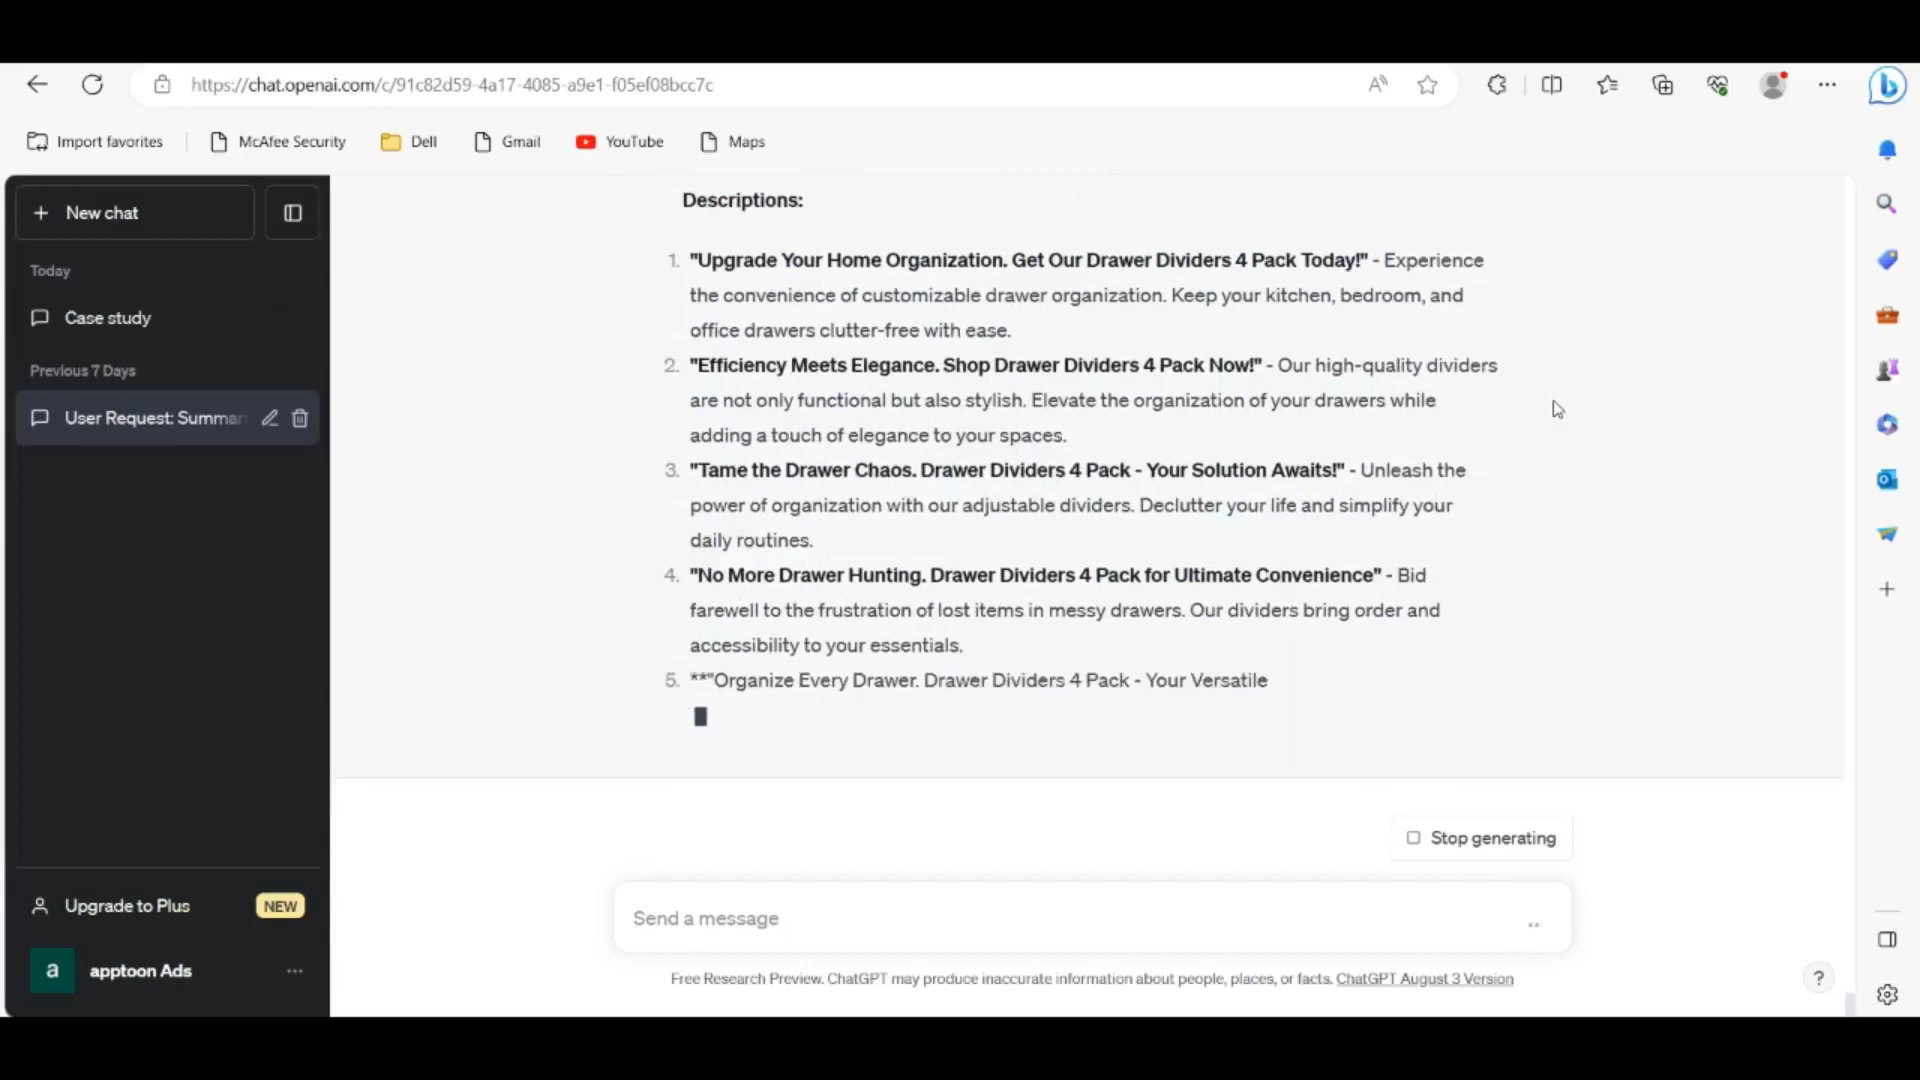 https://chat.openai.com/c/91c82d59-4a17-4085-a9e1-f05ef08bcc7c
Import favorites
McAfee Security
Dell
Gmail
YouTube
Maps
+ New chat
Today
Case study
Previous 7 Days
User Request: Summar
Upgrade to Plus
NEW
a
apptoon Ads
Descriptions:
1. "Upgrade Your Home Organization. Get Our Drawer Dividers 4 Pack Today!" - Experience
the convenience of customizable drawer organization. Keep your kitchen, bedroom, and
office drawers clutter-free with ease.
2. "Efficiency Meets Elegance. Shop Drawer Dividers 4 Pack Now!" - Our high-quality dividers
are not only functional but also stylish. Elevate the organization of your drawers while
adding a touch of elegance to your spaces.
3. "Tame the Drawer Chaos. Drawer Dividers 4 Pack - Your Solution Awaits!" - Unleash the
power of organization with our adjustable dividers. Declutter your life and simplify your
daily routines.
4. "No More Drawer Hunting. Drawer Dividers 4 Pack for Ultimate Convenience" - Bid
farewell to the frustration of lost items in messy drawers. Our dividers bring order and
accessibility to your essentials.
5. **"Organize Every Drawer. Drawer Dividers 4 Pack - Your Versatile
Stop generating
Send a message
Free Research Preview. ChatGPT may produce inaccurate information about people, places, or facts. ChatGPT August 3 Version
?